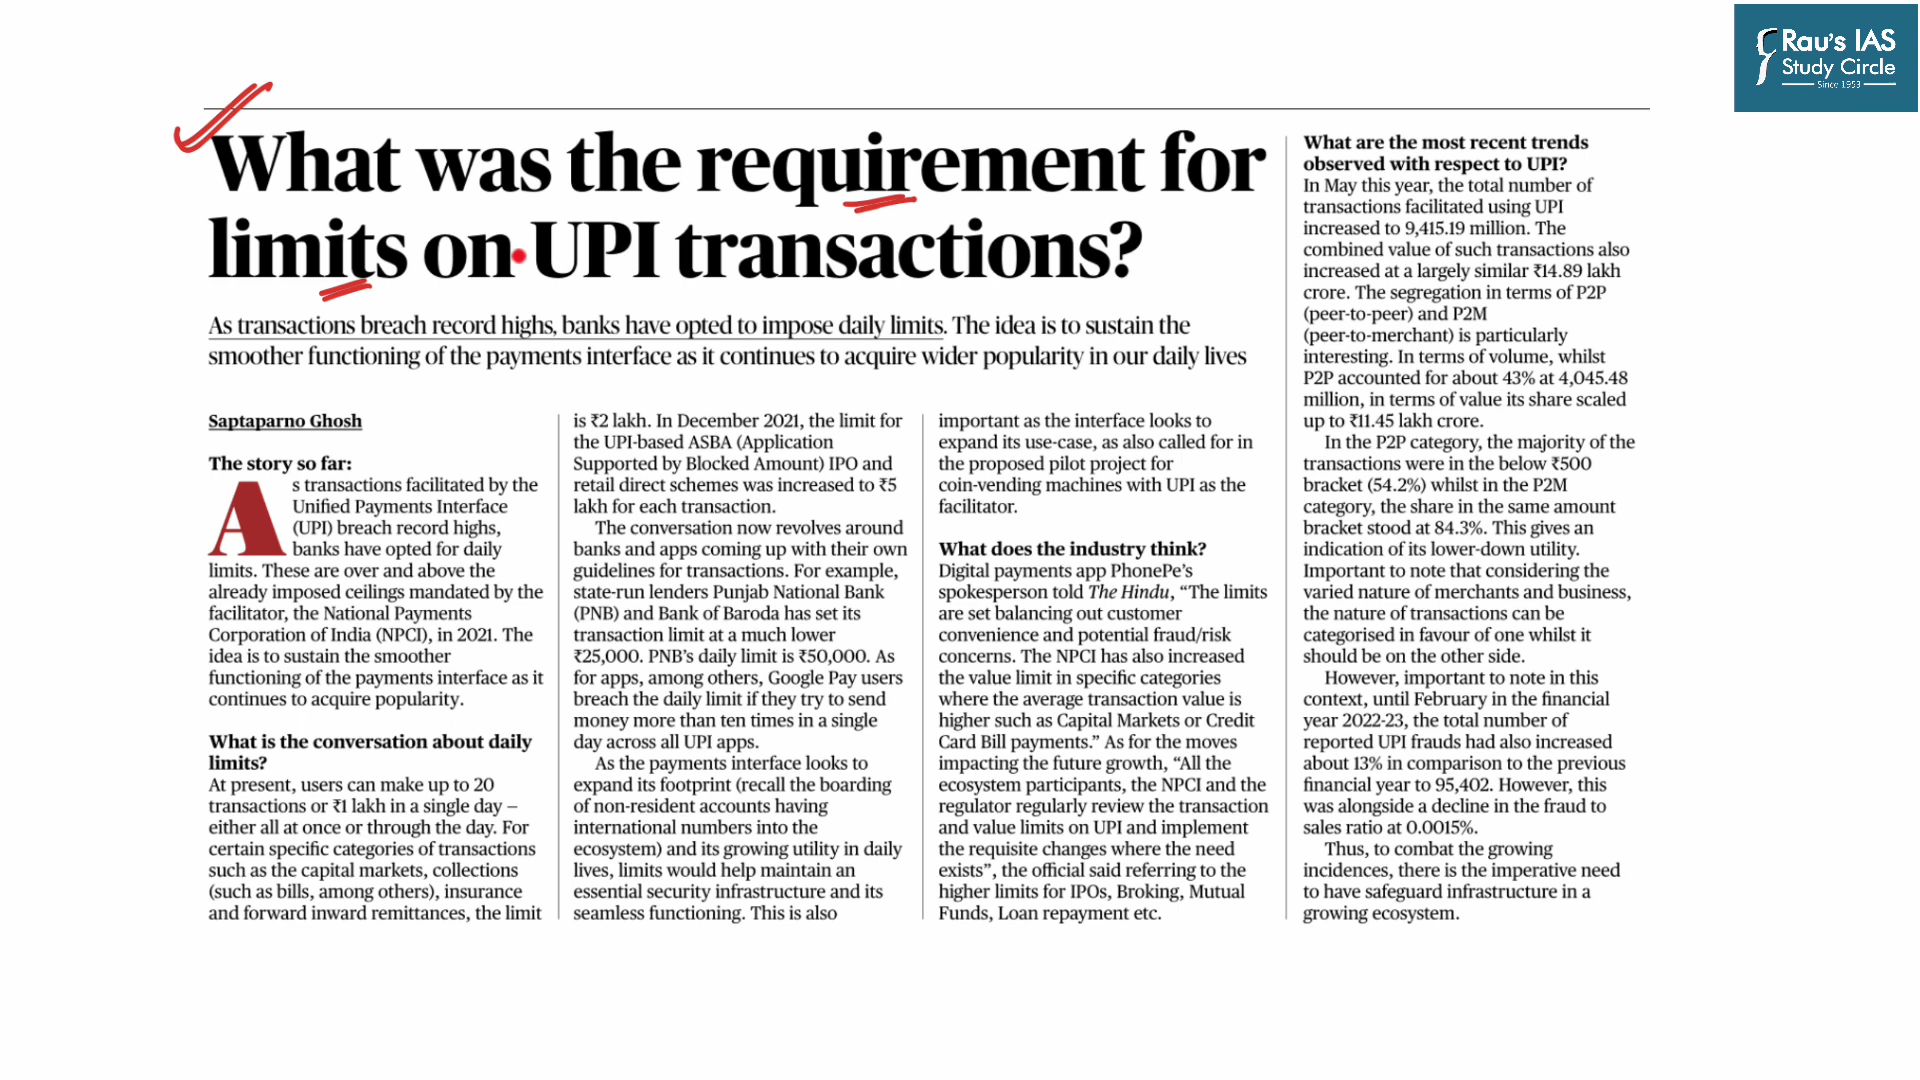 Rau's IAS
Study Circle
Since 1953
What was the requirement for
limits on UPI transactions?
As transactions breach record highs, banks have opted to impose daily limits. The idea is to sustain the
smoother functioning of the payments interface as it continues to acquire wider popularity in our daily lives
Saptaparno Ghosh
The story so far:
As transactions facilitated by the
Unified Payments Interface
(UPI) breach record highs,
banks have opted for daily
limits. These are over and above the
already imposed ceilings mandated by the
facilitator, the National Payments
Corporation of India (NPCI), in 2021. The
idea is to sustain the smoother
functioning of the payments interface as it
continues to acquire popularity.
What is the conversation about daily
limits?
At present, users can make up to 20
transactions or ₹1 lakh in a single day –
either all at once or through the day. For
certain specific categories of transactions
such as the capital markets, collections
(such as bills, among others), insurance
and forward inward remittances, the limit
is ₹2 lakh. In December 2021, the limit for
the UPI-based ASBA (Application
Supported by Blocked Amount) IPO and
retail direct schemes was increased to ₹5
lakh for each transaction.
The conversation now revolves around
banks and apps coming up with their own
guidelines for transactions. For example,
state-run lenders Punjab National Bank
(PNB) and Bank of Baroda has set its
transaction limit at a much lower
₹25,000. PNB's daily limit is ₹50,000. As
for apps, among others, Google Pay users
breach the daily limit if they try to send
money more than ten times in a single
day across all UPI apps.
As the payments interface looks to
expand its footprint (recall the boarding
of non-resident accounts having
international numbers into the
ecosystem) and its growing utility in daily
lives, limits would help maintain an
essential security infrastructure and its
seamless functioning. This is also
important as the interface looks to
expand its use-case, as also called for in
the proposed pilot project for
coin-vending machines with UPI as the
facilitator.
What does the industry think?
Digital payments app PhonePe's
spokesperson told The Hindu, "The limits
are set balancing out customer
convenience and potential fraud/risk
concerns. The NPCI has also increased
the value limit in specific categories
where the average transaction value is
higher such as Capital Markets or Credit
Card Bill payments." As for the moves
impacting the future growth, "All the
ecosystem participants, the NPCI and the
regulator regularly review the transaction
and value limits on UPI and implement
the requisite changes where the need
exists", the official said referring to the
higher limits for IPOs, Broking, Mutual
Funds, Loan repayment etc.
What are the most recent trends
observed with respect to UPI?
In May this year, the total number of
transactions facilitated using UPI
increased to 9,415.19 million. The
combined value of such transactions also
increased at a largely similar ₹14.89 lakh
crore. The segregation in terms of P2P
(peer-to-peer) and P2M
(peer-to-merchant) is particularly
interesting. In terms of volume, whilst
P2P accounted for about 43% at 4,045.48
million, in terms of value its share scaled
up to ₹11.45 lakh crore.
In the P2P category, the majority of the
transactions were in the below ₹500
bracket (54.2%) whilst in the P2M
category, the share in the same amount
bracket stood at 84.3%. This gives an
indication of its lower-down utility.
Important to note that considering the
varied nature of merchants and business,
the nature of transactions can be
categorised in favour of one whilst it
should be on the other side.
However, important to note in this
context, until February in the financial
year 2022-23, the total number of
reported UPI frauds had also increased
about 13% in comparison to the previous
financial year to 95,402. However, this
was alongside a decline in the fraud to
sales ratio at 0.0015%.
Thus, to combat the growing
incidences, there is the imperative need
to have safeguard infrastructure in a
growing ecosystem.